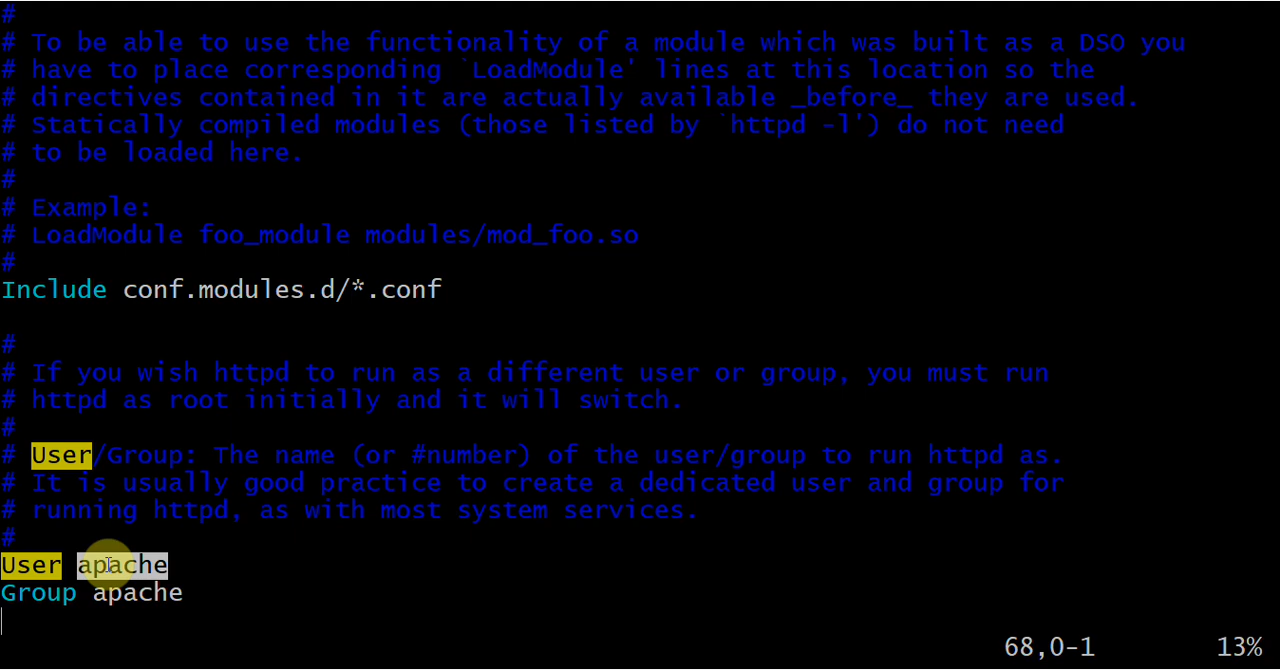 #
# To be able to use the functionality of a module which was built as a DSO you
# have to place corresponding `LoadModule' lines at this location so the
# directives contained in it are actually available _before_ they are used.
# Statically compiled modules (those listed by `httpd -l') do not need
# to be loaded here.
#
# Example:
# LoadModule foo_module modules/mod_foo.so
#
Include conf.modules.d/*.conf
#
# If you wish httpd to run as a different user or group, you must run
# httpd as root initially and it will switch.
#
# User/Group: The name (or #number) of the user/group to run httpd as.
# It is usually good practice to create a dedicated user and group for
# running httpd, as with most system services.
#
User apache
Group apache
68,0-1 13%